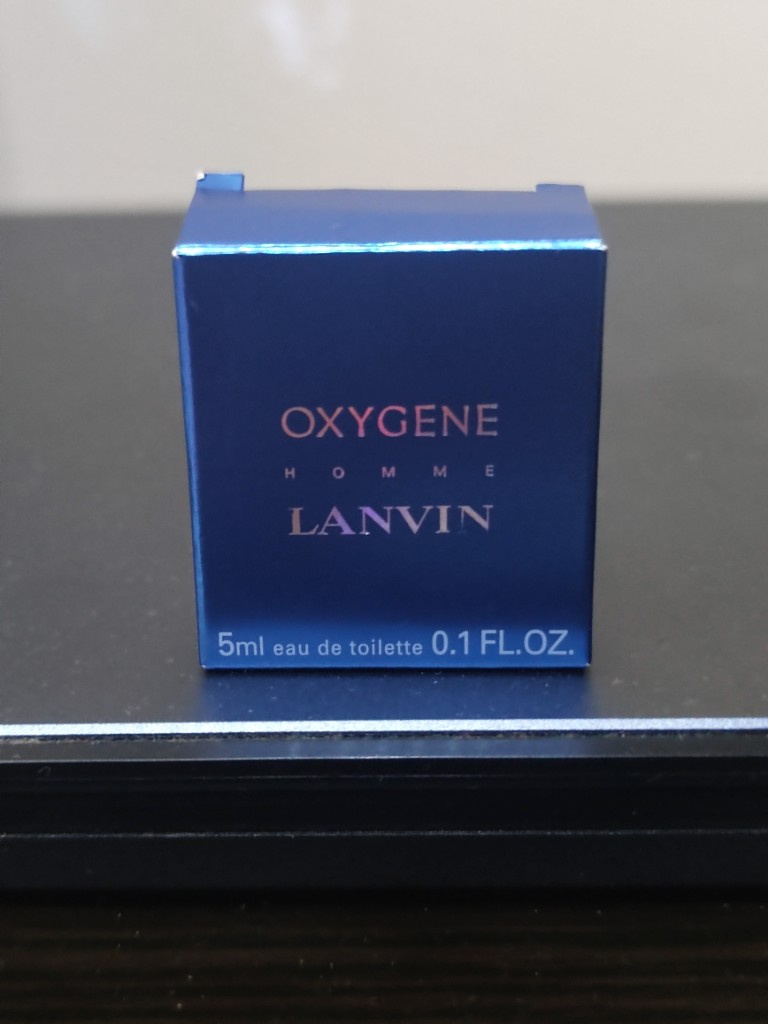 OXYGENE
HOMME
LANVIN
5ml eau de toilette 0.1 FL.OZ.